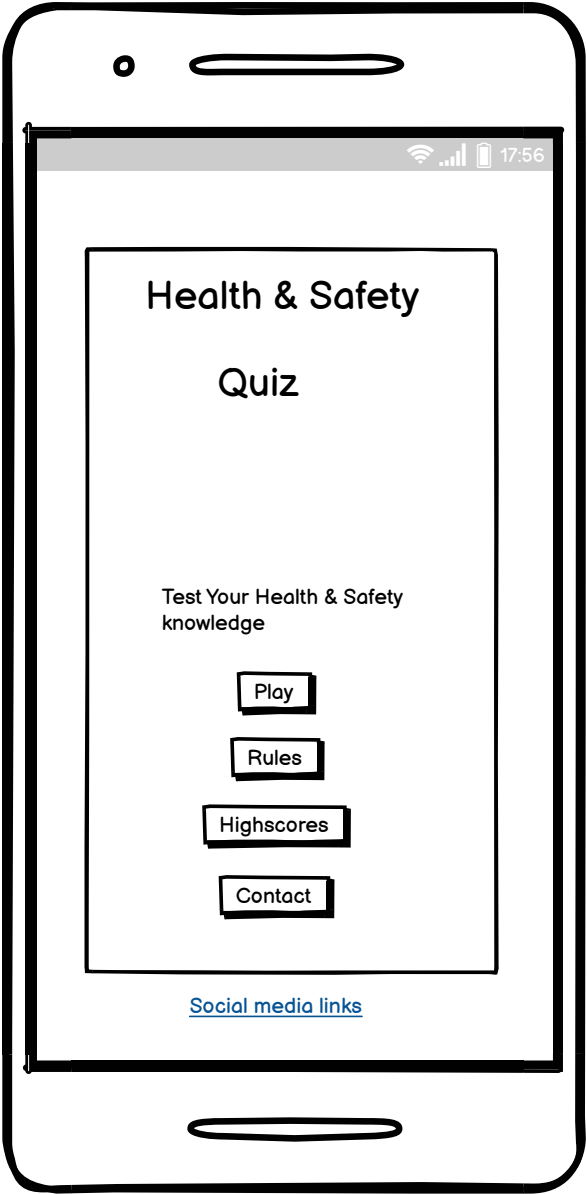 17:56
Health & Safety
Quiz
Test Your Health & Safety
knowledge
Play
Rules
Highscores
Contact
Social media links